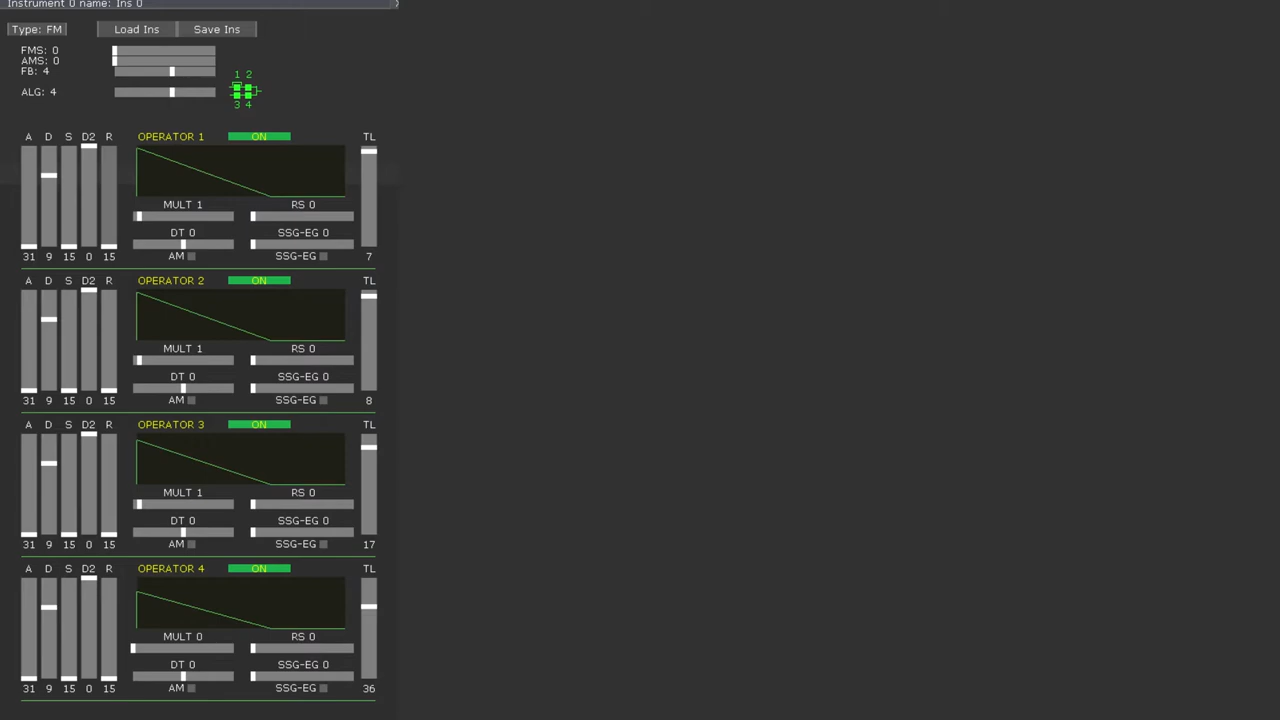 Instrument 0 name: Ins 0
Type: FM Load Ins Save Ins
FMS: 0
AMS: 0
FB: 4
1 2
ALG: 4
3 4
A D S D2 R OPERATOR 1 ON TL
MULT 1 RS 0
DT 0 SSG-EG 0
AM SSG-EG
31 9 15 0 15 7
A D S D2 R OPERATOR 2 ON TL
MULT 1 RS 0
DT 0 SSG-EG 0
AM SSG-EG
31 9 15 0 15 8
A D S D2 R OPERATOR 3 ON TL
MULT 1 RS 0
DT 0 SSG-EG 0
AM SSG-EG
31 9 15 0 15 17
A D S D2 R OPERATOR 4 ON TL
MULT 0 RS 0
DT 0 SSG-EG 0
AM SSG-EG
31 9 15 0 15 36